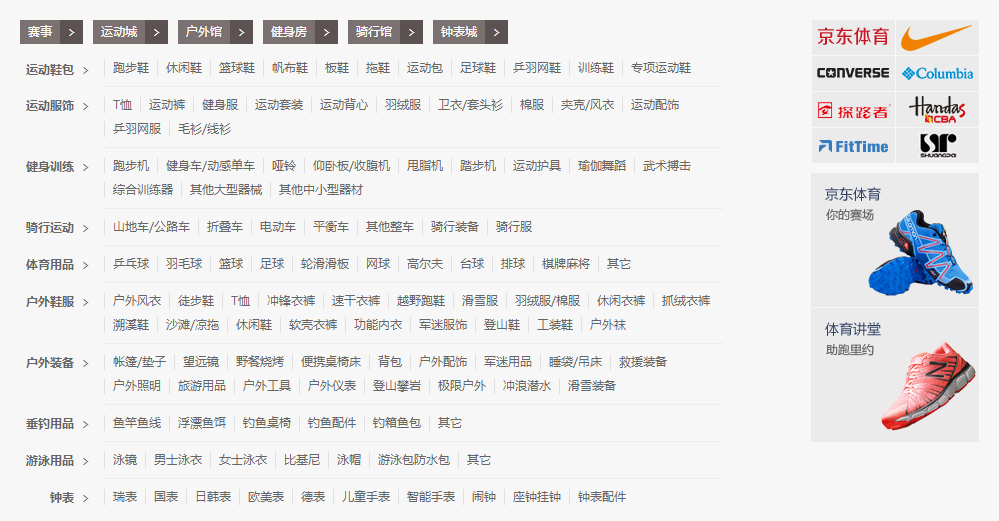 赛事 > 运动城 > 户外馆 > 健身房 > 骑行馆 > 钟表城 >
运动鞋包 > 跑步鞋 休闲鞋 篮球鞋 帆布鞋 板鞋 拖鞋 运动包 足球鞋 乒羽网鞋 训练鞋 专项运动鞋
运动服饰 > T恤 运动裤 健身服 运动套装 运动背心 羽绒服 卫衣/套头衫 棉服 夹克/风衣 运动配饰
乒羽网服 毛衫/线衫
健身训练 > 跑步机 健身车/动感单车 哑铃 仰卧板/收腹机 甩脂机 踏步机 运动护具 瑜伽舞蹈 武术搏击
综合训练器 其他大型器械 其他中小型器材
骑行运动 > 山地车/公路车 折叠车 电动车 平衡车 其他整车 骑行装备 骑行服
体育用品 > 乒乓球 羽毛球 篮球 足球 轮滑滑板 网球 高尔夫 台球 排球 棋牌麻将 其它
户外鞋服 > 户外风衣 徒步鞋 T恤 冲锋衣裤 速干衣裤 越野跑鞋 滑雪服 羽绒服/棉服 休闲衣裤 抓绒衣裤
溯溪鞋 沙滩/凉拖 休闲鞋 软壳衣裤 功能内衣 军迷服饰 登山鞋 工装鞋 户外袜
户外装备 > 帐篷/垫子 望远镜 野餐烧烤 便携桌椅床 背包 户外配饰 军迷用品 睡袋/吊床 救援装备
户外照明 旅游用品 户外工具 户外仪表 登山攀岩 极限户外 冲浪潜水 滑雪装备
垂钓用品 > 鱼竿鱼线 浮漂鱼饵 钓鱼桌椅 钓鱼配件 钓箱鱼包 其它
游泳用品 > 泳镜 男士泳衣 女士泳衣 比基尼 泳帽 游泳包防水包 其它
钟表 > 瑞表 国表 日韩表 欧美表 德表 儿童手表 智能手表 闹钟 座钟挂钟 钟表配件
京东体育
CONVERSE Columbia
探路者 Handas CBA
FitTime SHUANGPAI
京东体育
你的赛场
体育讲堂
助跑里约